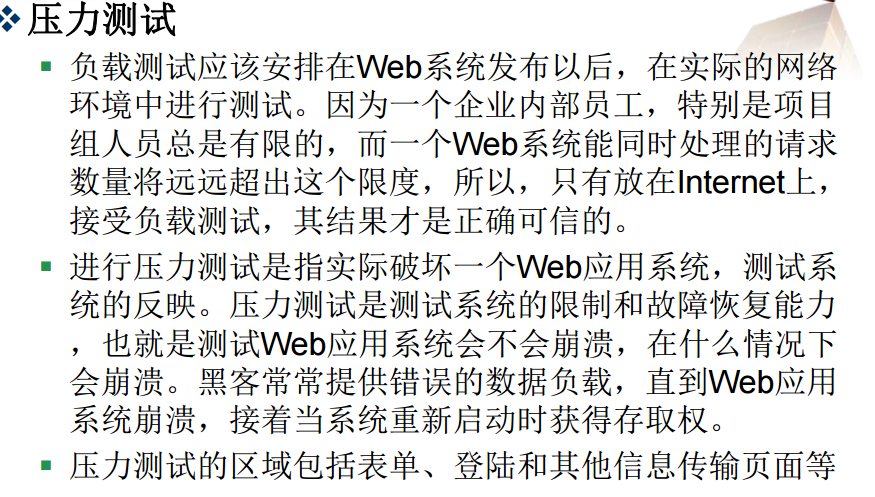 压力测试
负载测试应该安排在Web系统发布以后，在实际的网络
环境中进行测试。因为一个企业内部员工，特别是项目
组人员总是有限的，而一个Web系统能同时处理的请求
数量将远远超出这个限度，所以，只有放在Internet上，
接受负载测试，其结果才是正确可信的。
进行压力测试是指实际破坏一个Web应用系统，测试系
统的反映。压力测试是测试系统的限制和故障恢复能力
，也就是测试Web应用系统会不会崩溃，在什么情况下
会崩溃。黑客常常提供错误的数据负载，直到Web应用
系统崩溃，接着当系统重新启动时获得存取权。
压力测试的区域包括表单、登陆和其他信息传输页面等